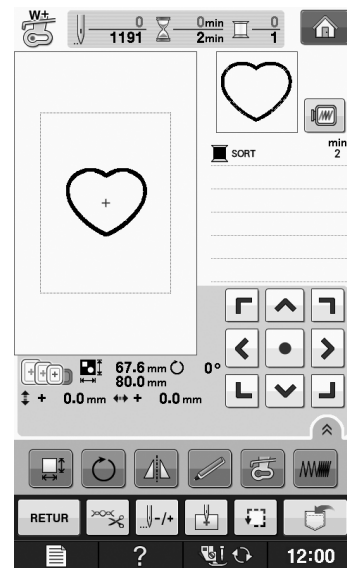 W+
0 0min 0
1191 2min 1
min
SORT 2
67.6 mm 0°
80.0 mm
+ 0.0 mm + 0.0 mm
RETUR -/+
? 12:00